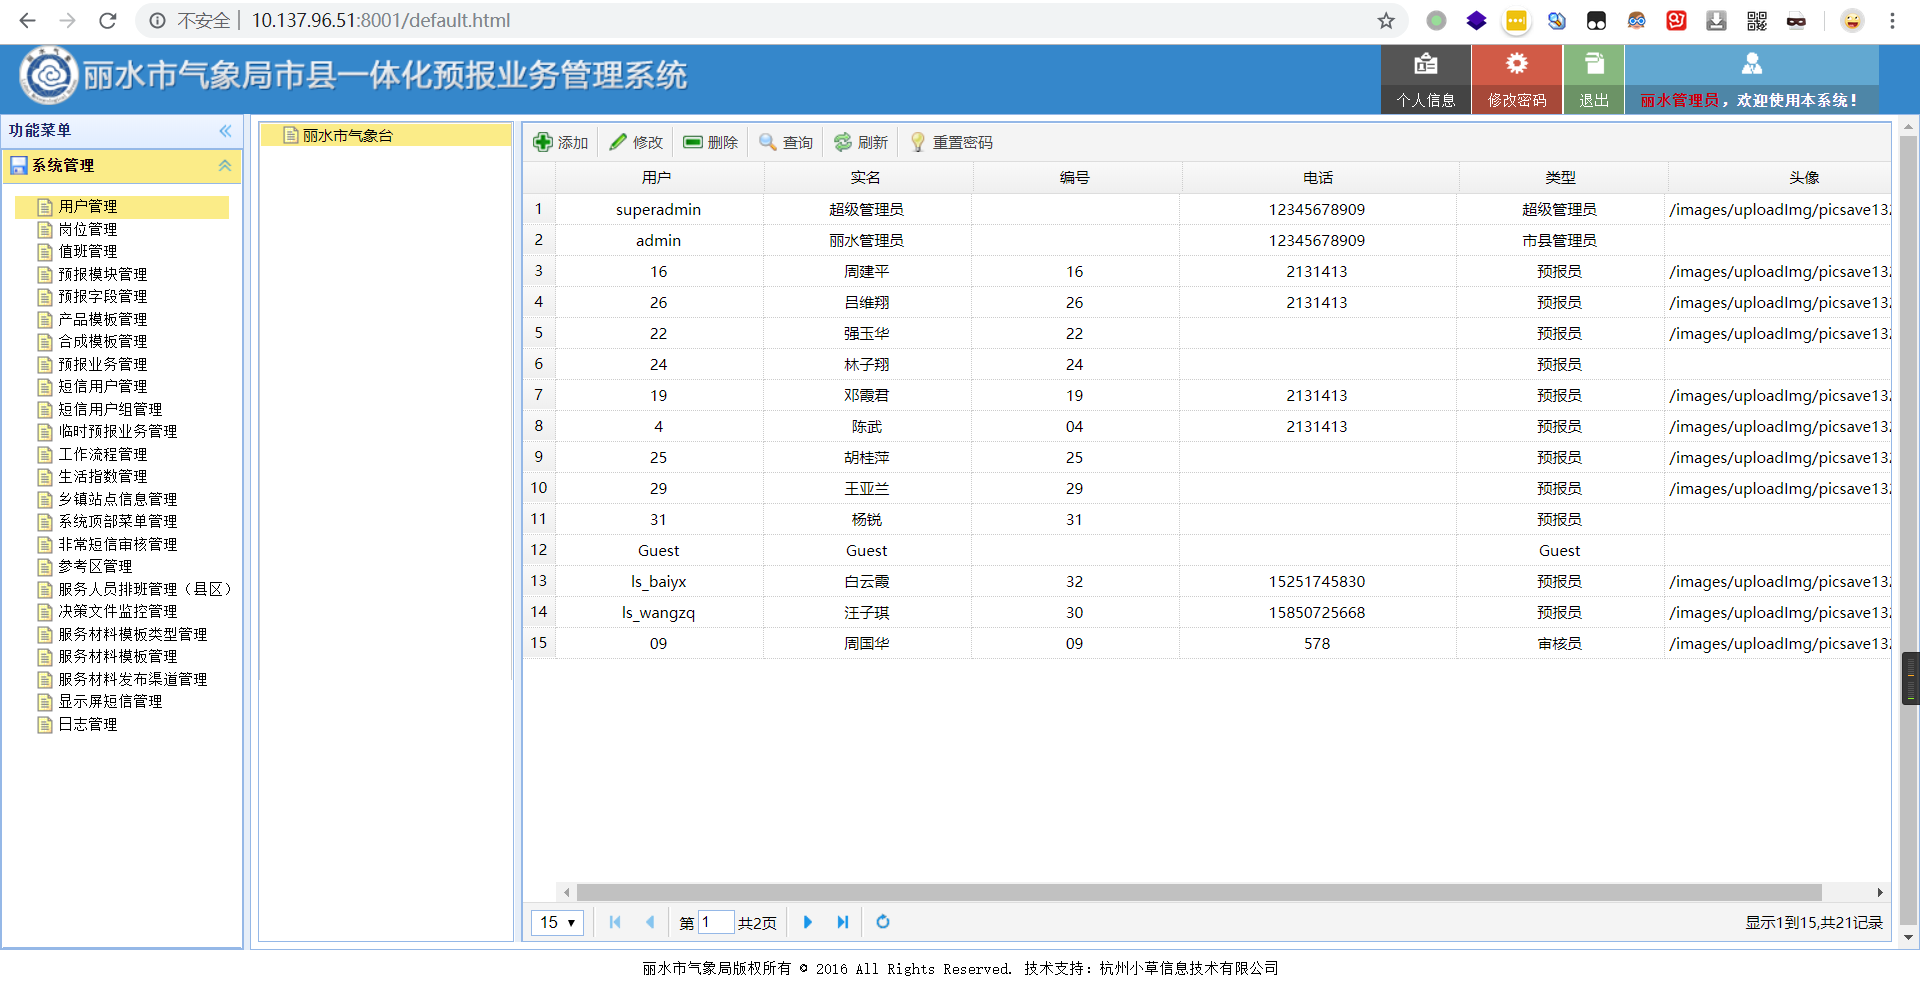 不安全 | 10.137.96.51:8001/default.html
丽水市气象局市县一体化预报业务管理系统
个人信息 修改密码 退出 丽水管理员，欢迎使用本系统！
功能菜单
系统管理
用户管理
岗位管理
值班管理
预报模块管理
预报字段管理
产品模板管理
合成模板管理
预报业务管理
短信用户管理
短信用户组管理
临时预报业务管理
工作流程管理
生活指数管理
乡镇站点信息管理
系统顶部菜单管理
非常短信审核管理
参考区管理
服务人员排班管理（县区）
决策文件监控管理
服务材料模板类型管理
服务材料模板管理
服务材料发布渠道管理
显示屏短信管理
日志管理
丽水市气象台
添加 修改 删除 查询 刷新 重置密码
用户 实名 编号 电话 类型 头像
1 superadmin 超级管理员 12345678909 超级管理员 /images/uploadImg/picsave132
2 admin 丽水管理员 12345678909 市县管理员
3 16 周建平 16 2131413 预报员 /images/uploadImg/picsave132
4 26 吕维翔 26 2131413 预报员 /images/uploadImg/picsave132
5 22 强玉华 22 预报员 /images/uploadImg/picsave132
6 24 林子翔 24 预报员
7 19 邓霞君 19 2131413 预报员 /images/uploadImg/picsave132
8 4 陈武 04 2131413 预报员 /images/uploadImg/picsave132
9 25 胡桂萍 25 预报员 /images/uploadImg/picsave132
10 29 王亚兰 29 预报员 /images/uploadImg/picsave132
11 31 杨锐 31 预报员
12 Guest Guest Guest
13 ls_baiyx 白云霞 32 15251745830 预报员 /images/uploadImg/picsave132
14 ls_wangzq 汪子琪 30 15850725668 预报员 /images/uploadImg/picsave132
15 09 周国华 09 578 审核员 /images/uploadImg/picsave132
15 第 1 共2页 显示1到15,共21记录
丽水市气象局版权所有 © 2016 All Rights Reserved. 技术支持：杭州小草信息技术有限公司